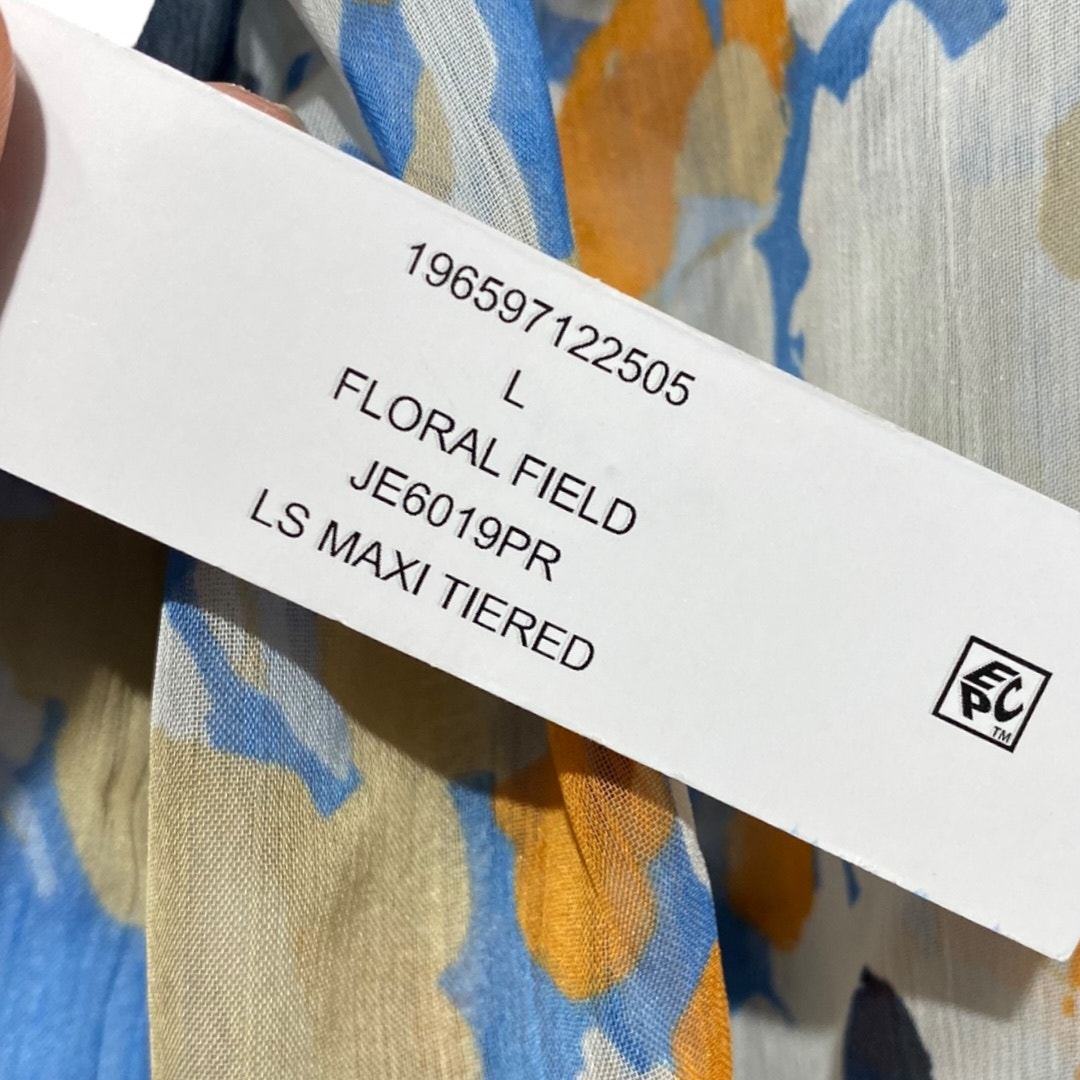 196597122505
L
FLORAL FIELD
JE6019PR
LS MAXI TIERED
EPC
TM